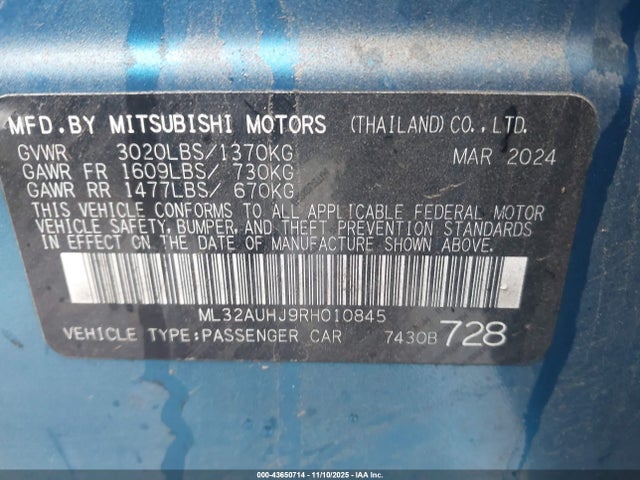 MFD.BY MITSUBISHI MOTORS (THAILAND)CO.,LTD.
GVWR 3020LBS/1370KG MAR 2024
GAWR FR 1609LBS/ 730KG
GAWR RR 1477LBS/ 670KG
THIS VEHICLE CONFORMS TO ALL APPLICABLE FEDERAL MOTOR
VEHICLE SAFETY, BUMPER, AND THEFT PREVENTION STANDARDS
IN EFFECT ON THE DATE OF MANUFACTURE SHOWN ABOVE.
ML32AUHJ9RH010845
VEHICLE TYPE:PASSENGER CAR 7430B 728
000-43650714 - 11/10/2025 - IAA Inc.